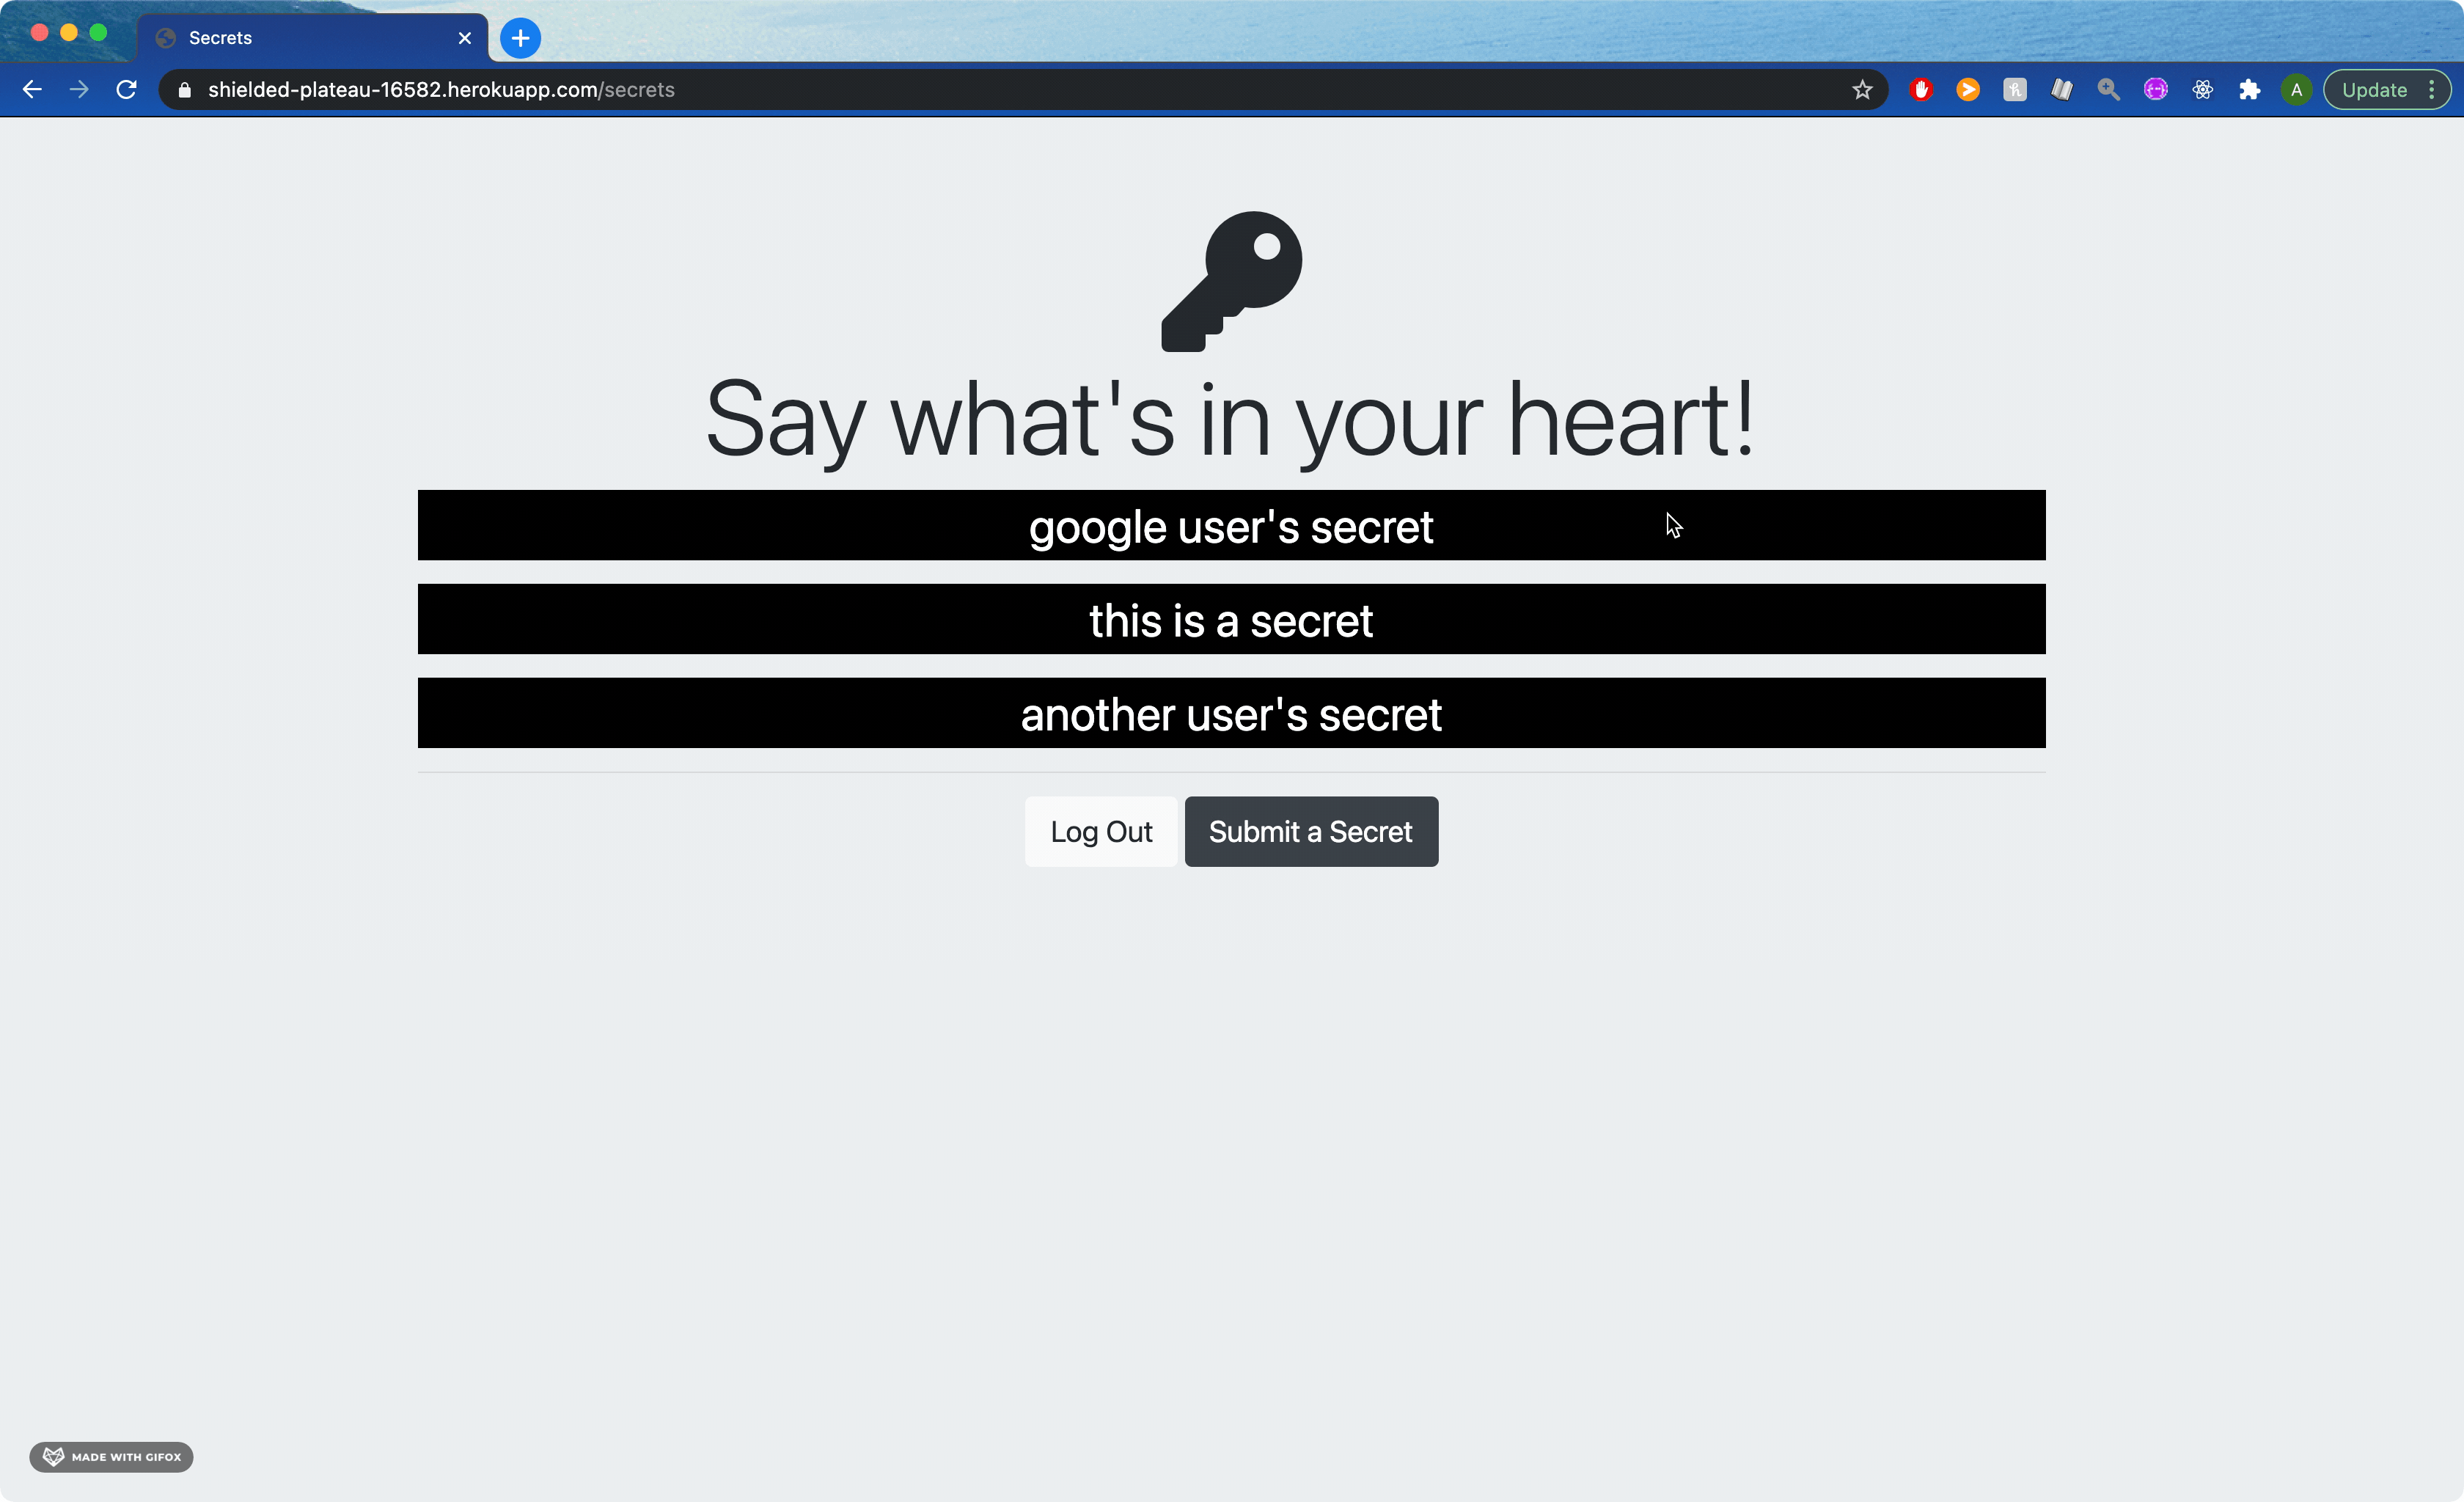 Secrets
shielded-plateau-16582.herokuapp.com/secrets
A
Update
Say what's in your heart!
google user's secret
this is a secret
another user's secret
Log Out
Submit a Secret
MADE WITH GIFOX